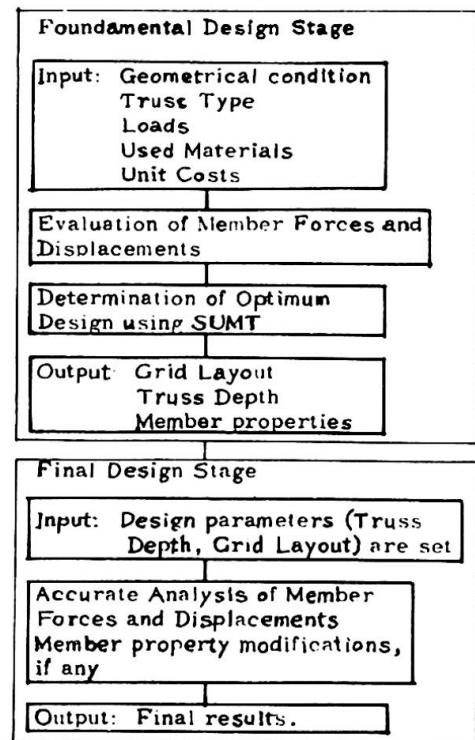 Foundamental Design Stage
Input: Geometrical condition
Truss Type
Loads
Used Materials
Unit Costs
Evaluation of Member Forces and
Displacements
Determination of Optimum
Design using SUMT
Output: Grid Layout
Truss Depth
Member properties
Final Design Stage
Input: Design parameters (Truss
Depth, Grid Layout) are set
Accurate Analysis of Member
Forces and Displacements
Member property modifications,
if any
Output: Final results.